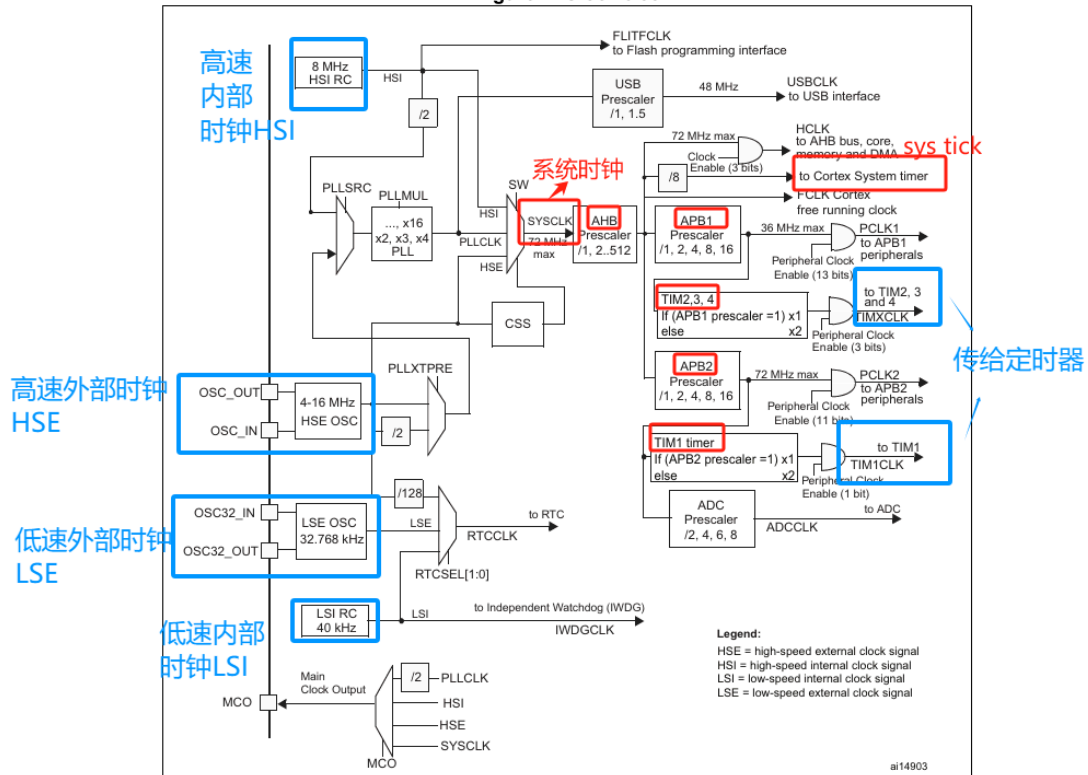 FLITFCLK
to Flash programming interface
高速
内部
时钟HSI
8 MHz
HSI RC
HSI
/2
USB
Prescaler
/1, 1.5
48 MHz
USBCLK
to USB interface
72 MHz max
Clock
Enable (3 bits)
HCLK
to AHB bus, core,
memory and DMA
sys tick
/8
to Cortex System timer
FCLK Cortex
free running clock
系统时钟
PLLSRC
PLLMUL
..., x16
x2, x3, x4
PLL
SW
HSI
PLLCLK
HSE
SYSCLK
72 MHz
max
AHB
Prescaler
/1, 2..512
APB1
Prescaler
/1, 2, 4, 8, 16
36 MHz max
PCLK1
to APB1
peripherals
Peripheral Clock
Enable (13 bits)
TIM2,3, 4
If (APB1 prescaler =1) x1
else x2
to TIM2, 3
and 4
TIMXCLK
Peripheral Clock
Enable (3 bits)
CSS
传给定时器
高速外部时钟
HSE
OSC_OUT
OSC_IN
4-16 MHz
HSE OSC
PLLXTPRE
/2
APB2
Prescaler
/1, 2, 4, 8, 16
72 MHz max
PCLK2
to APB2
peripherals
Peripheral Clock
Enable (11 bits)
TIM1 timer
If (APB2 prescaler =1) x1
else x2
to TIM1
TIM1CLK
Peripheral Clock
Enable (1 bit)
ADC
Prescaler
/2, 4, 6, 8
to ADC
ADCCLK
低速外部时钟
LSE
OSC32_IN
OSC32_OUT
LSE OSC
32.768 kHz
/128
LSE
to RTC
RTCCLK
RTCSEL[1:0]
低速内部
时钟LSI
LSI RC
40 kHz
LSI
to Independent Watchdog (IWDG)
IWDGCLK
Legend:
HSE = high-speed external clock signal
HSI = high-speed internal clock signal
LSI = low-speed internal clock signal
LSE = low-speed external clock signal
Main
Clock Output
MCO
/2
PLLCLK
HSI
HSE
SYSCLK
MCO
ai14903